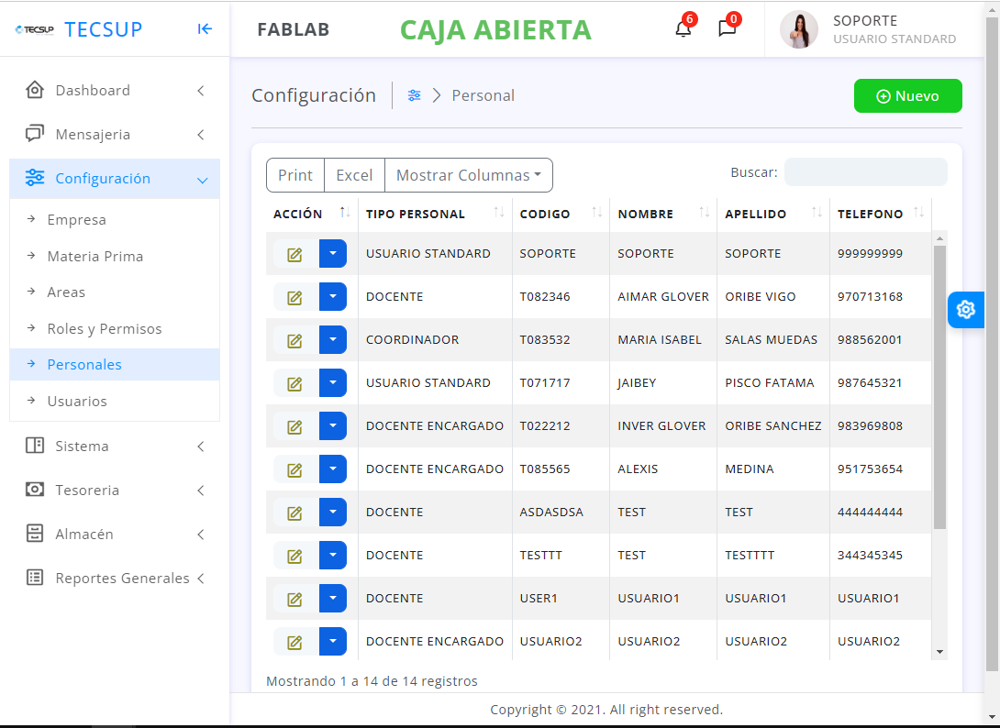 TECSUP TECSUP
FABLAB
CAJA ABIERTA
6
0
SOPORTE
USUARIO STANDARD
Dashboard
Mensajeria
Configuración
Empresa
Materia Prima
Areas
Roles y Permisos
Personales
Usuarios
Sistema
Tesoreria
Almacén
Reportes Generales
Configuración
Personal
Nuevo
Print Excel Mostrar Columnas
Buscar:
ACCIÓN TIPO PERSONAL CODIGO NOMBRE APELLIDO TELEFONO
USUARIO STANDARD SOPORTE SOPORTE SOPORTE 999999999
DOCENTE T082346 AIMAR GLOVER ORIBE VIGO 970713168
COORDINADOR T083532 MARIA ISABEL SALAS MUEDAS 988562001
USUARIO STANDARD T071717 JAIBEY PISCO FATAMA 987645321
DOCENTE ENCARGADO T022212 INVER GLOVER ORIBE SANCHEZ 983969808
DOCENTE ENCARGADO T085565 ALEXIS MEDINA 951753654
DOCENTE ASDASDSA TEST TEST 444444444
DOCENTE TESTTT TEST TESTTTT 344345345
DOCENTE USER1 USUARIO1 USUARIO1 USUARIO1
DOCENTE ENCARGADO USUARIO2 USUARIO2 USUARIO2 USUARIO2
Mostrando 1 a 14 de 14 registros
Copyright © 2021. All right reserved.